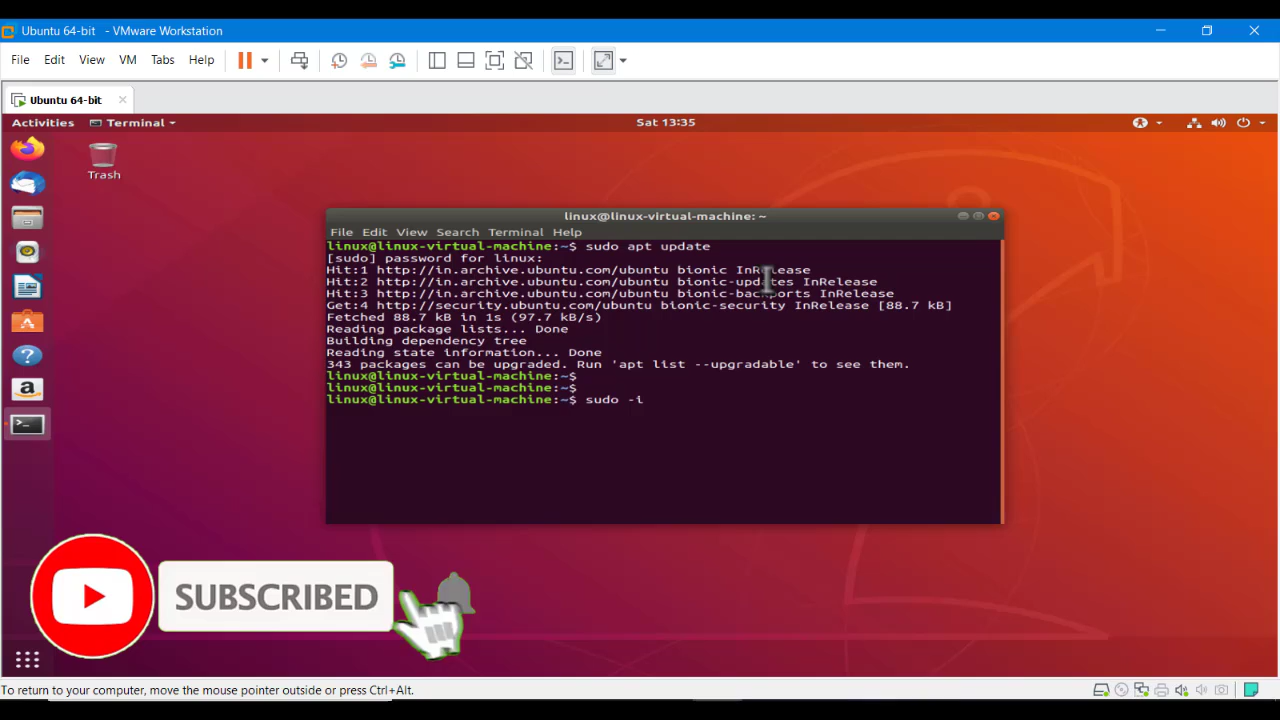 Ubuntu 64-bit - VMware Workstation
File Edit View VM Tabs Help
Ubuntu 64-bit
Activities Terminal Sat 13:35
Trash
linux@linux-virtual-machine: ~
File Edit View Search Terminal Help
linux@linux-virtual-machine:~$ sudo apt update
[sudo] password for linux:
Hit:1 http://in.archive.ubuntu.com/ubuntu bionic InRelease
Hit:2 http://in.archive.ubuntu.com/ubuntu bionic-updates InRelease
Hit:3 http://in.archive.ubuntu.com/ubuntu bionic-backports InRelease
Get:4 http://security.ubuntu.com/ubuntu bionic-security InRelease [88.7 kB]
Fetched 88.7 kB in 1s (97.7 kB/s)
Reading package lists... Done
Building dependency tree
Reading state information... Done
343 packages can be upgraded. Run 'apt list --upgradable' to see them.
linux@linux-virtual-machine:~$
linux@linux-virtual-machine:~$
linux@linux-virtual-machine:~$ sudo -i
SUBSCRIBED
To return to your computer, move the mouse pointer outside or press Ctrl+Alt.